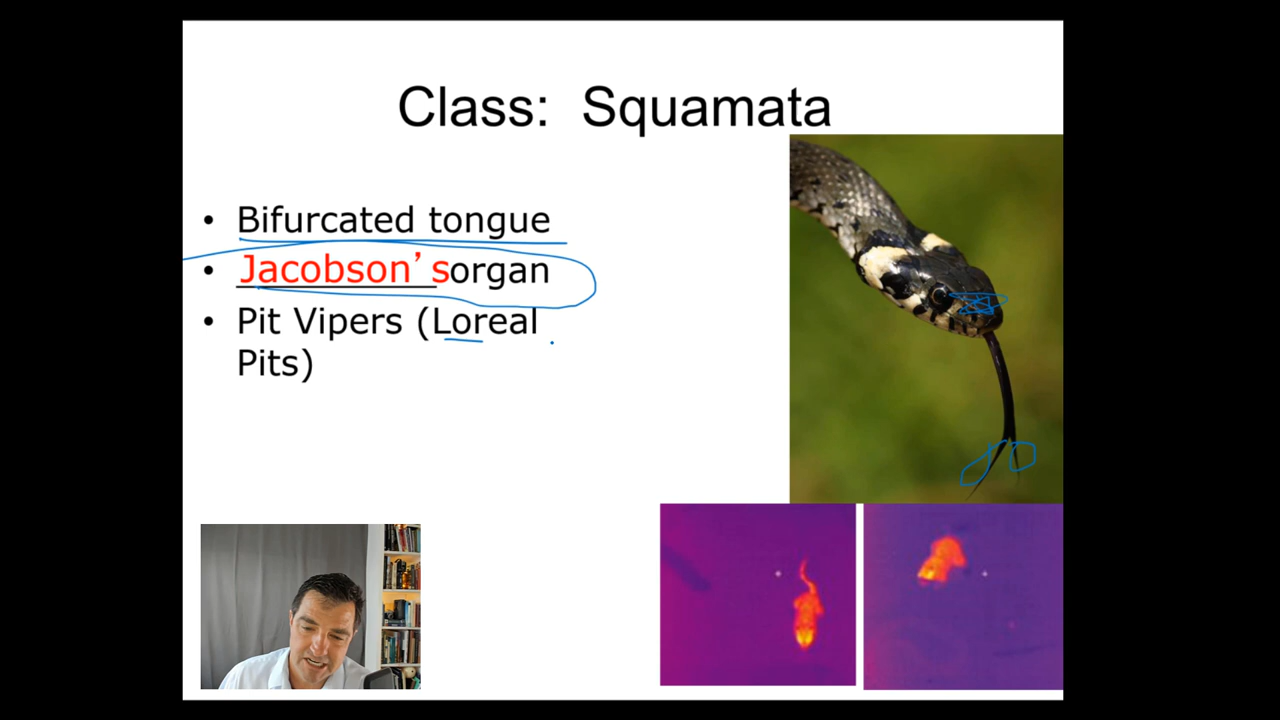 Class: Squamata
• Bifurcated tongue
• Jacobson's organ
• Pit Vipers (Loreal
Pits)